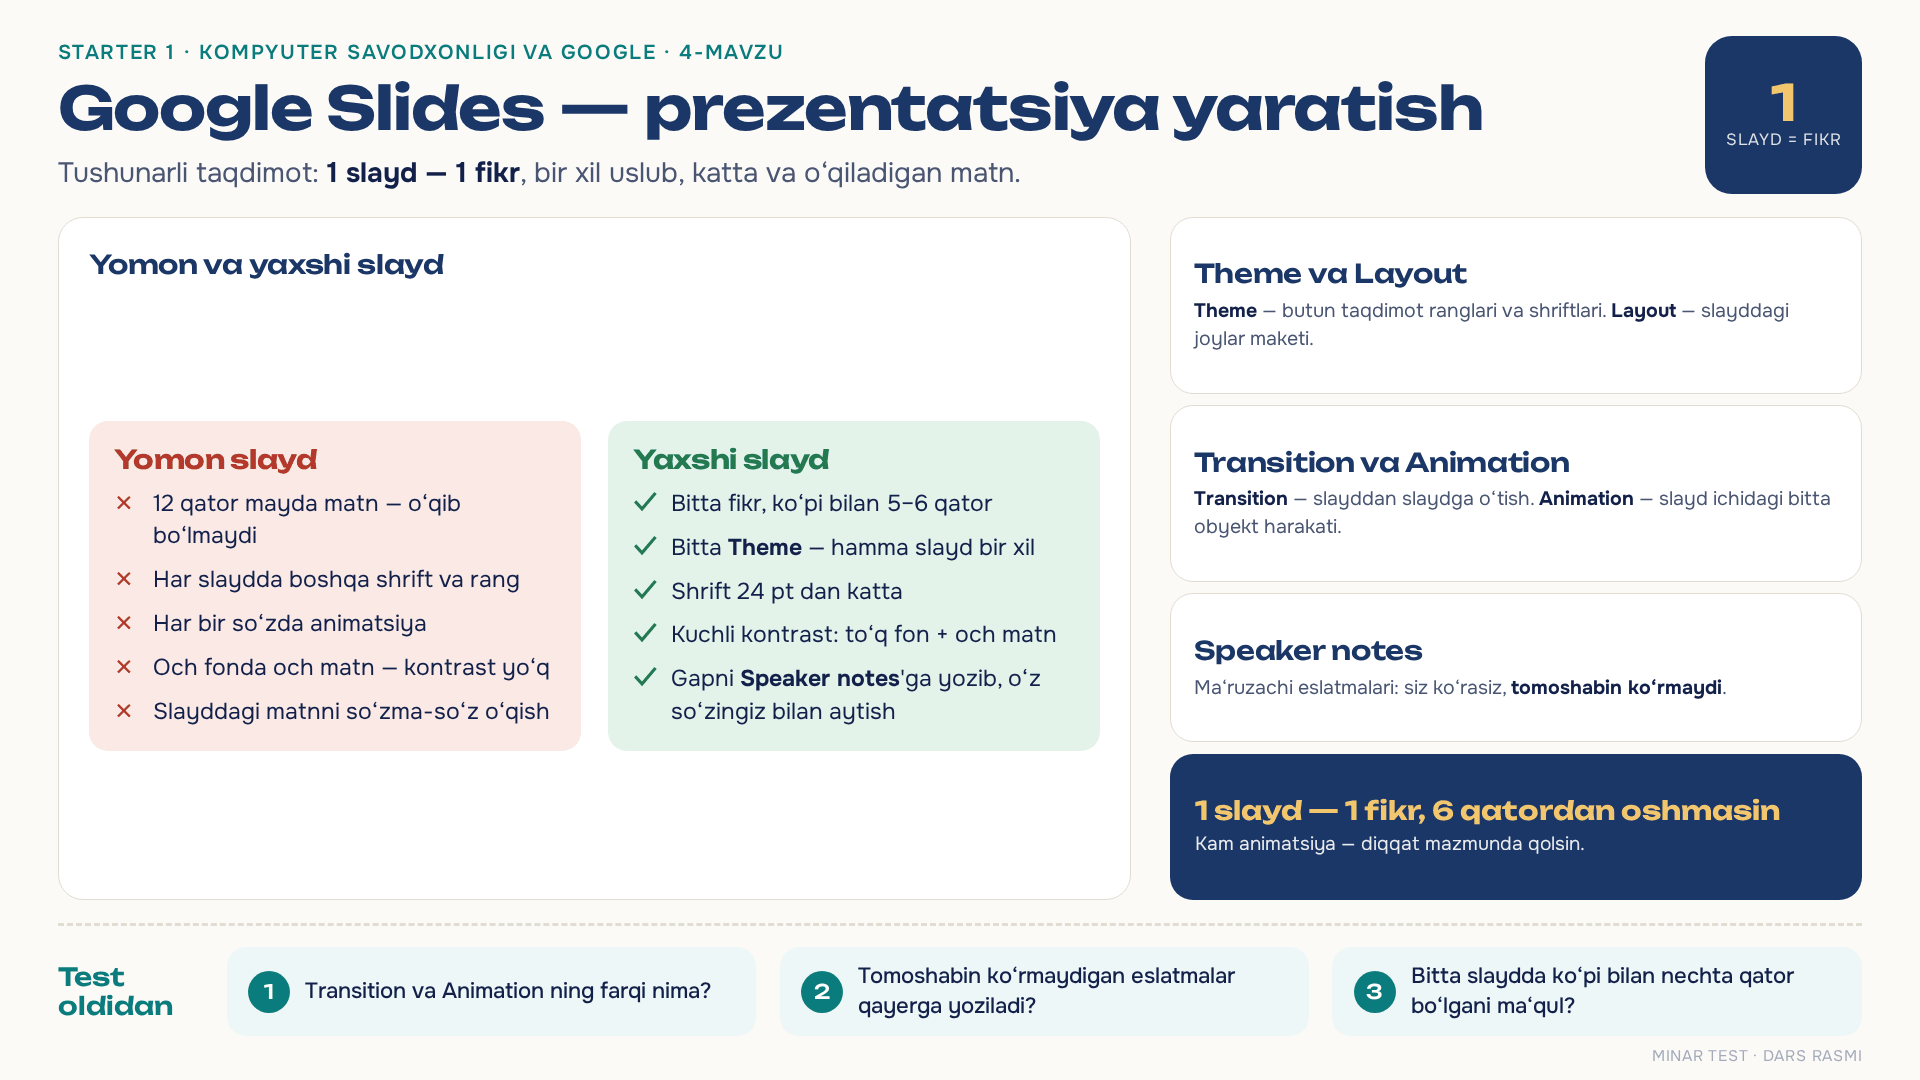 STARTER 1 · KOMPYUTER SAVODXONLIGI VA GOOGLE · 4-MAVZU
Google Slides — prezentatsiya yaratish
Tushunarli taqdimot: 1 slayd — 1 fikr, bir xil uslub, katta va o‘qiladigan matn.
1
SLAYD = FIKR
Yomon va yaxshi slayd
Yomon slayd
✕ 12 qator mayda matn — o‘qib
bo‘lmaydi
✕ Har slaydda boshqa shrift va rang
✕ Har bir so‘zda animatsiya
✕ Och fonda och matn — kontrast yo‘q
✕ Slayddagi matnni so‘zma-so‘z o‘qish
Yaxshi slayd
✓ Bitta fikr, ko‘pi bilan 5–6 qator
✓ Bitta Theme — hamma slayd bir xil
✓ Shrift 24 pt dan katta
✓ Kuchli kontrast: to‘q fon + och matn
✓ Gapni Speaker notes'ga yozib, o‘z
so‘zingiz bilan aytish
Theme va Layout
Theme — butun taqdimot ranglari va shriftlari. Layout — slayddagi
joylar maketi.
Transition va Animation
Transition — slayddan slaydga o‘tish. Animation — slayd ichidagi bitta
obyekt harakati.
Speaker notes
Ma‘ruzachi eslatmalari: siz ko‘rasiz, tomoshabin ko‘rmaydi.
1 slayd — 1 fikr, 6 qatordan oshmasin
Kam animatsiya — diqqat mazmunda qolsin.
Test
oldidan
1 Transition va Animation ning farqi nima?
2 Tomoshabin ko‘rmaydigan eslatmalar
qayerga yoziladi?
3 Bitta slaydda ko‘pi bilan nechta qator
bo‘lgani ma‘qul?
MINAR TEST · DARS RASMI